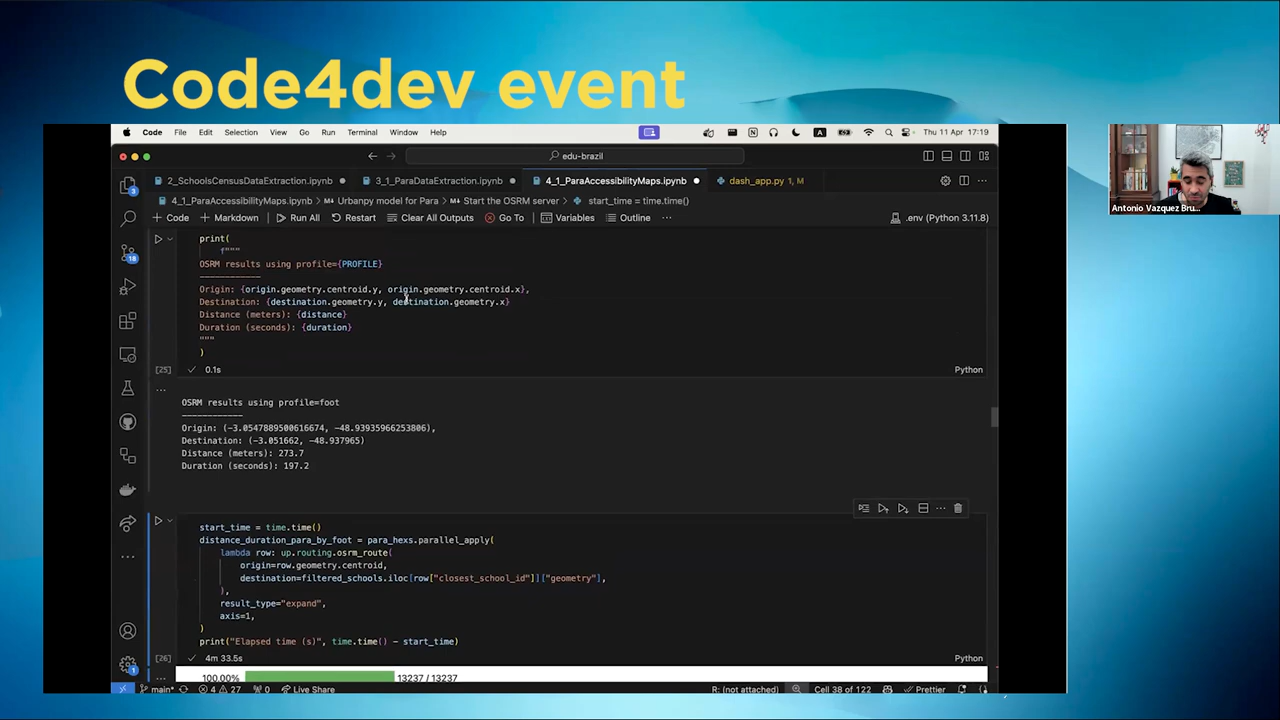 Code4dev event
Code File Edit Selection View Go Run Terminal Window Help Thu 11 Apr 17:19
edu-brazil
2_SchoolsCensusDataExtraction.ipynb 3_1_ParaDataExtraction.ipynb 4_1_ParaAccessibilityMaps.ipynb dash_app.py 1, M
4_1_ParaAccessibilityMaps.ipynb > Urbanpy model for Para > Start the OSRM server > start_time = time.time()
+ Code + Markdown Run All Restart Clear All Outputs Go To Variables Outline ... .env (Python 3.11.8)
print(
f"""
OSRM results using profile={PROFILE}
------------
Origin: {origin.geometry.centroid.y, origin.geometry.centroid.x},
Destination: {destination.geometry.y, destination.geometry.x}
Distance (meters): {distance}
Duration (seconds): {duration}
"""
)
[25] 0.1s Python
...
OSRM results using profile=foot
------------
Origin: (-3.0547889500616674, -48.93935966253806),
Destination: (-3.051662, -48.937965)
Distance (meters): 273.7
Duration (seconds): 197.2
start_time = time.time()
distance_duration_para_by_foot = para_hexs.parallel_apply(
lambda row: up.routing.osrm_route(
origin=row.geometry.centroid,
destination=filtered_schools.iloc[row["closest_school_id"]]["geometry"],
),
result_type="expand",
axis=1,
)
print("Elapsed time (s)", time.time() - start_time)
[26] 4m 33.5s Python
... 100.00% 13237 / 13237
main* 4 27 0 Live Share R: (not attached) Cell 38 of 122 Prettier
3
18
1
A
Antonio Vazquez Bru...